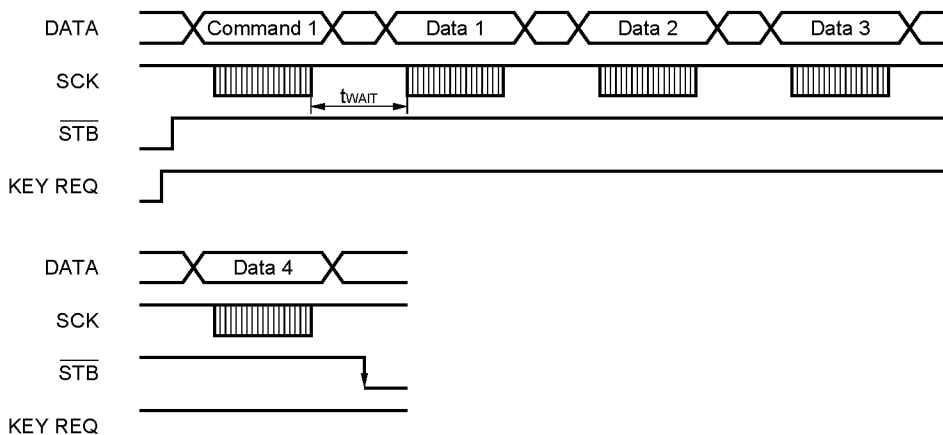 DATA Command 1 Data 1 Data 2 Data 3
SCK
tWAIT
STB
KEY REQ
DATA Data 4
SCK
STB
KEY REQ